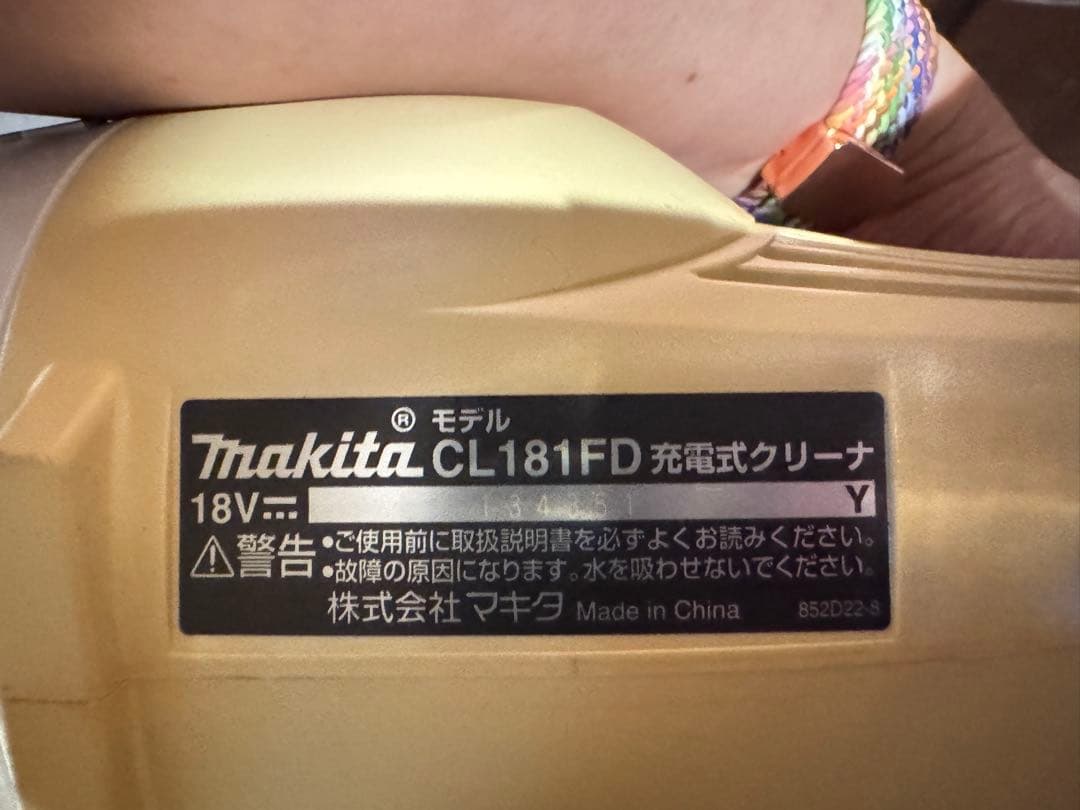 makita® モデル CL181FD 充電式クリーナ
18V Y
警告 •ご使用前に取扱説明書を必ずよくお読みください。
•故障の原因になります。水を吸わせないでください。
株式会社 マキタ Made in China 852D22-8